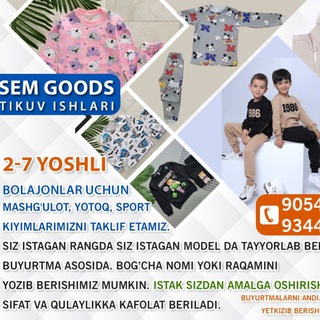 SEM GOODS
TIKUV ISHLARI
1986
1986
2-7 YOSHLI
BOLAJONLAR UCHUN
MASHG'ULOT, YOTOQ, SPORT
KIYIMLARIMIZNI TAKLIF ETAMIZ.
9054
9344
SIZ ISTAGAN RANGDA SIZ ISTAGAN MODEL DA TAYYORLAB BER
BUYURTMA ASOSIDA. BOG'CHA NOMI YOKI RAQAMINI
YOZIB BERISHIMIZ MUMKIN. ISTAK SIZDAN AMALGA OSHIRISH
SIFAT VA QULAYLIKKA KAFOLAT BERILADI.
BUYURTMALARNI ANDI
YETKIZIB BERISH